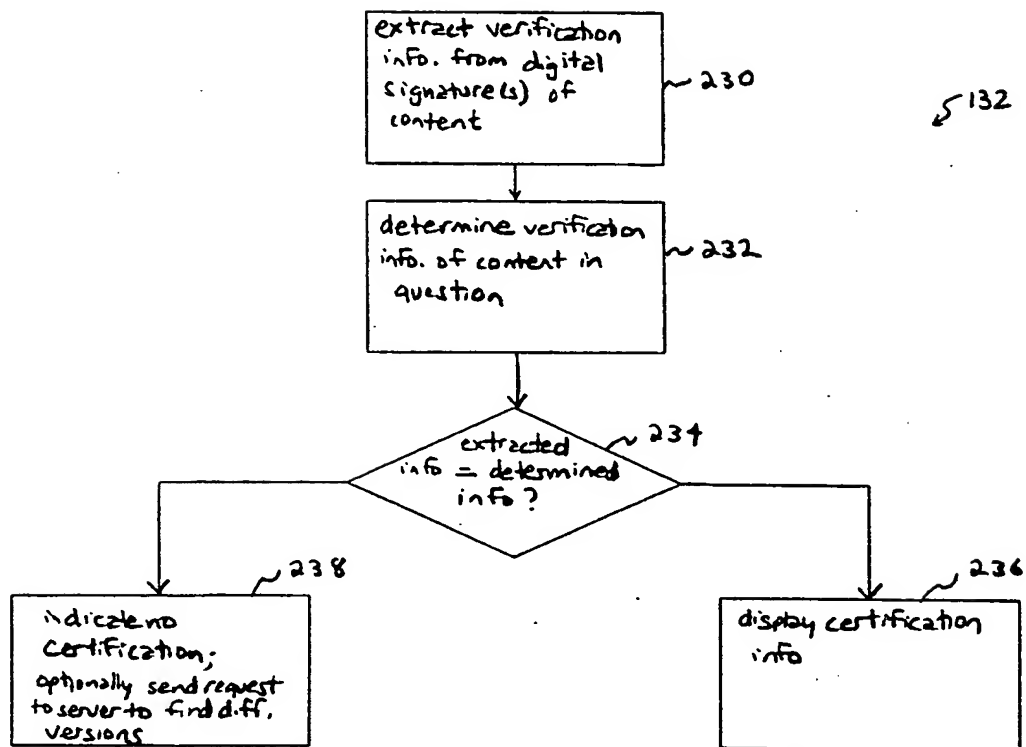 extract verification
info. from digital
signature(s) of
content
230
132
determine verification
info. of content in
question
232
extracted
info = determined
info?
234
238
indicate no
certification;
optionally send request
to server to find diff.
versions
236
display certification
info